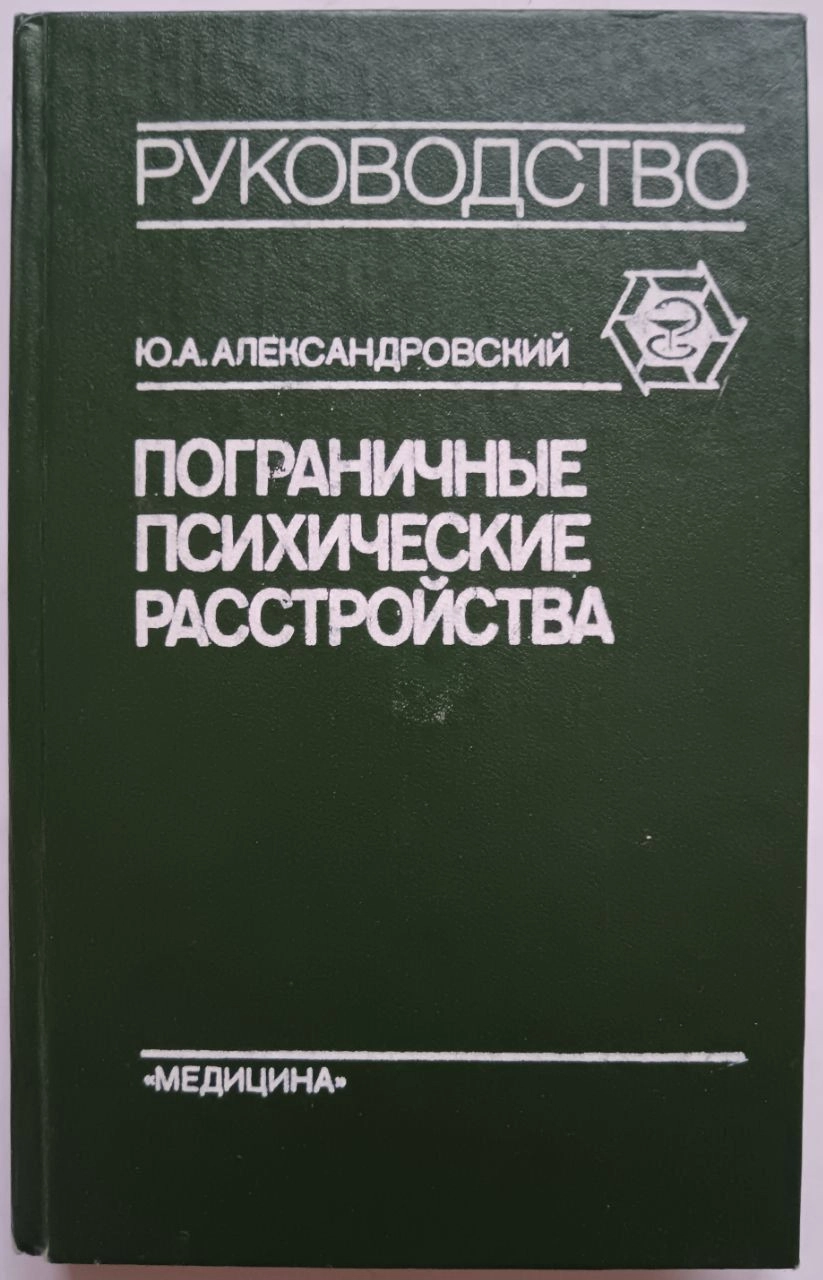 РУКОВОДСТВО
Ю.А.АЛЕКСАНДРОВСКИЙ
ПОГРАНИЧНЫЕ
ПСИХИЧЕСКИЕ
РАССТРОЙСТВА
«МЕДИЦИНА»